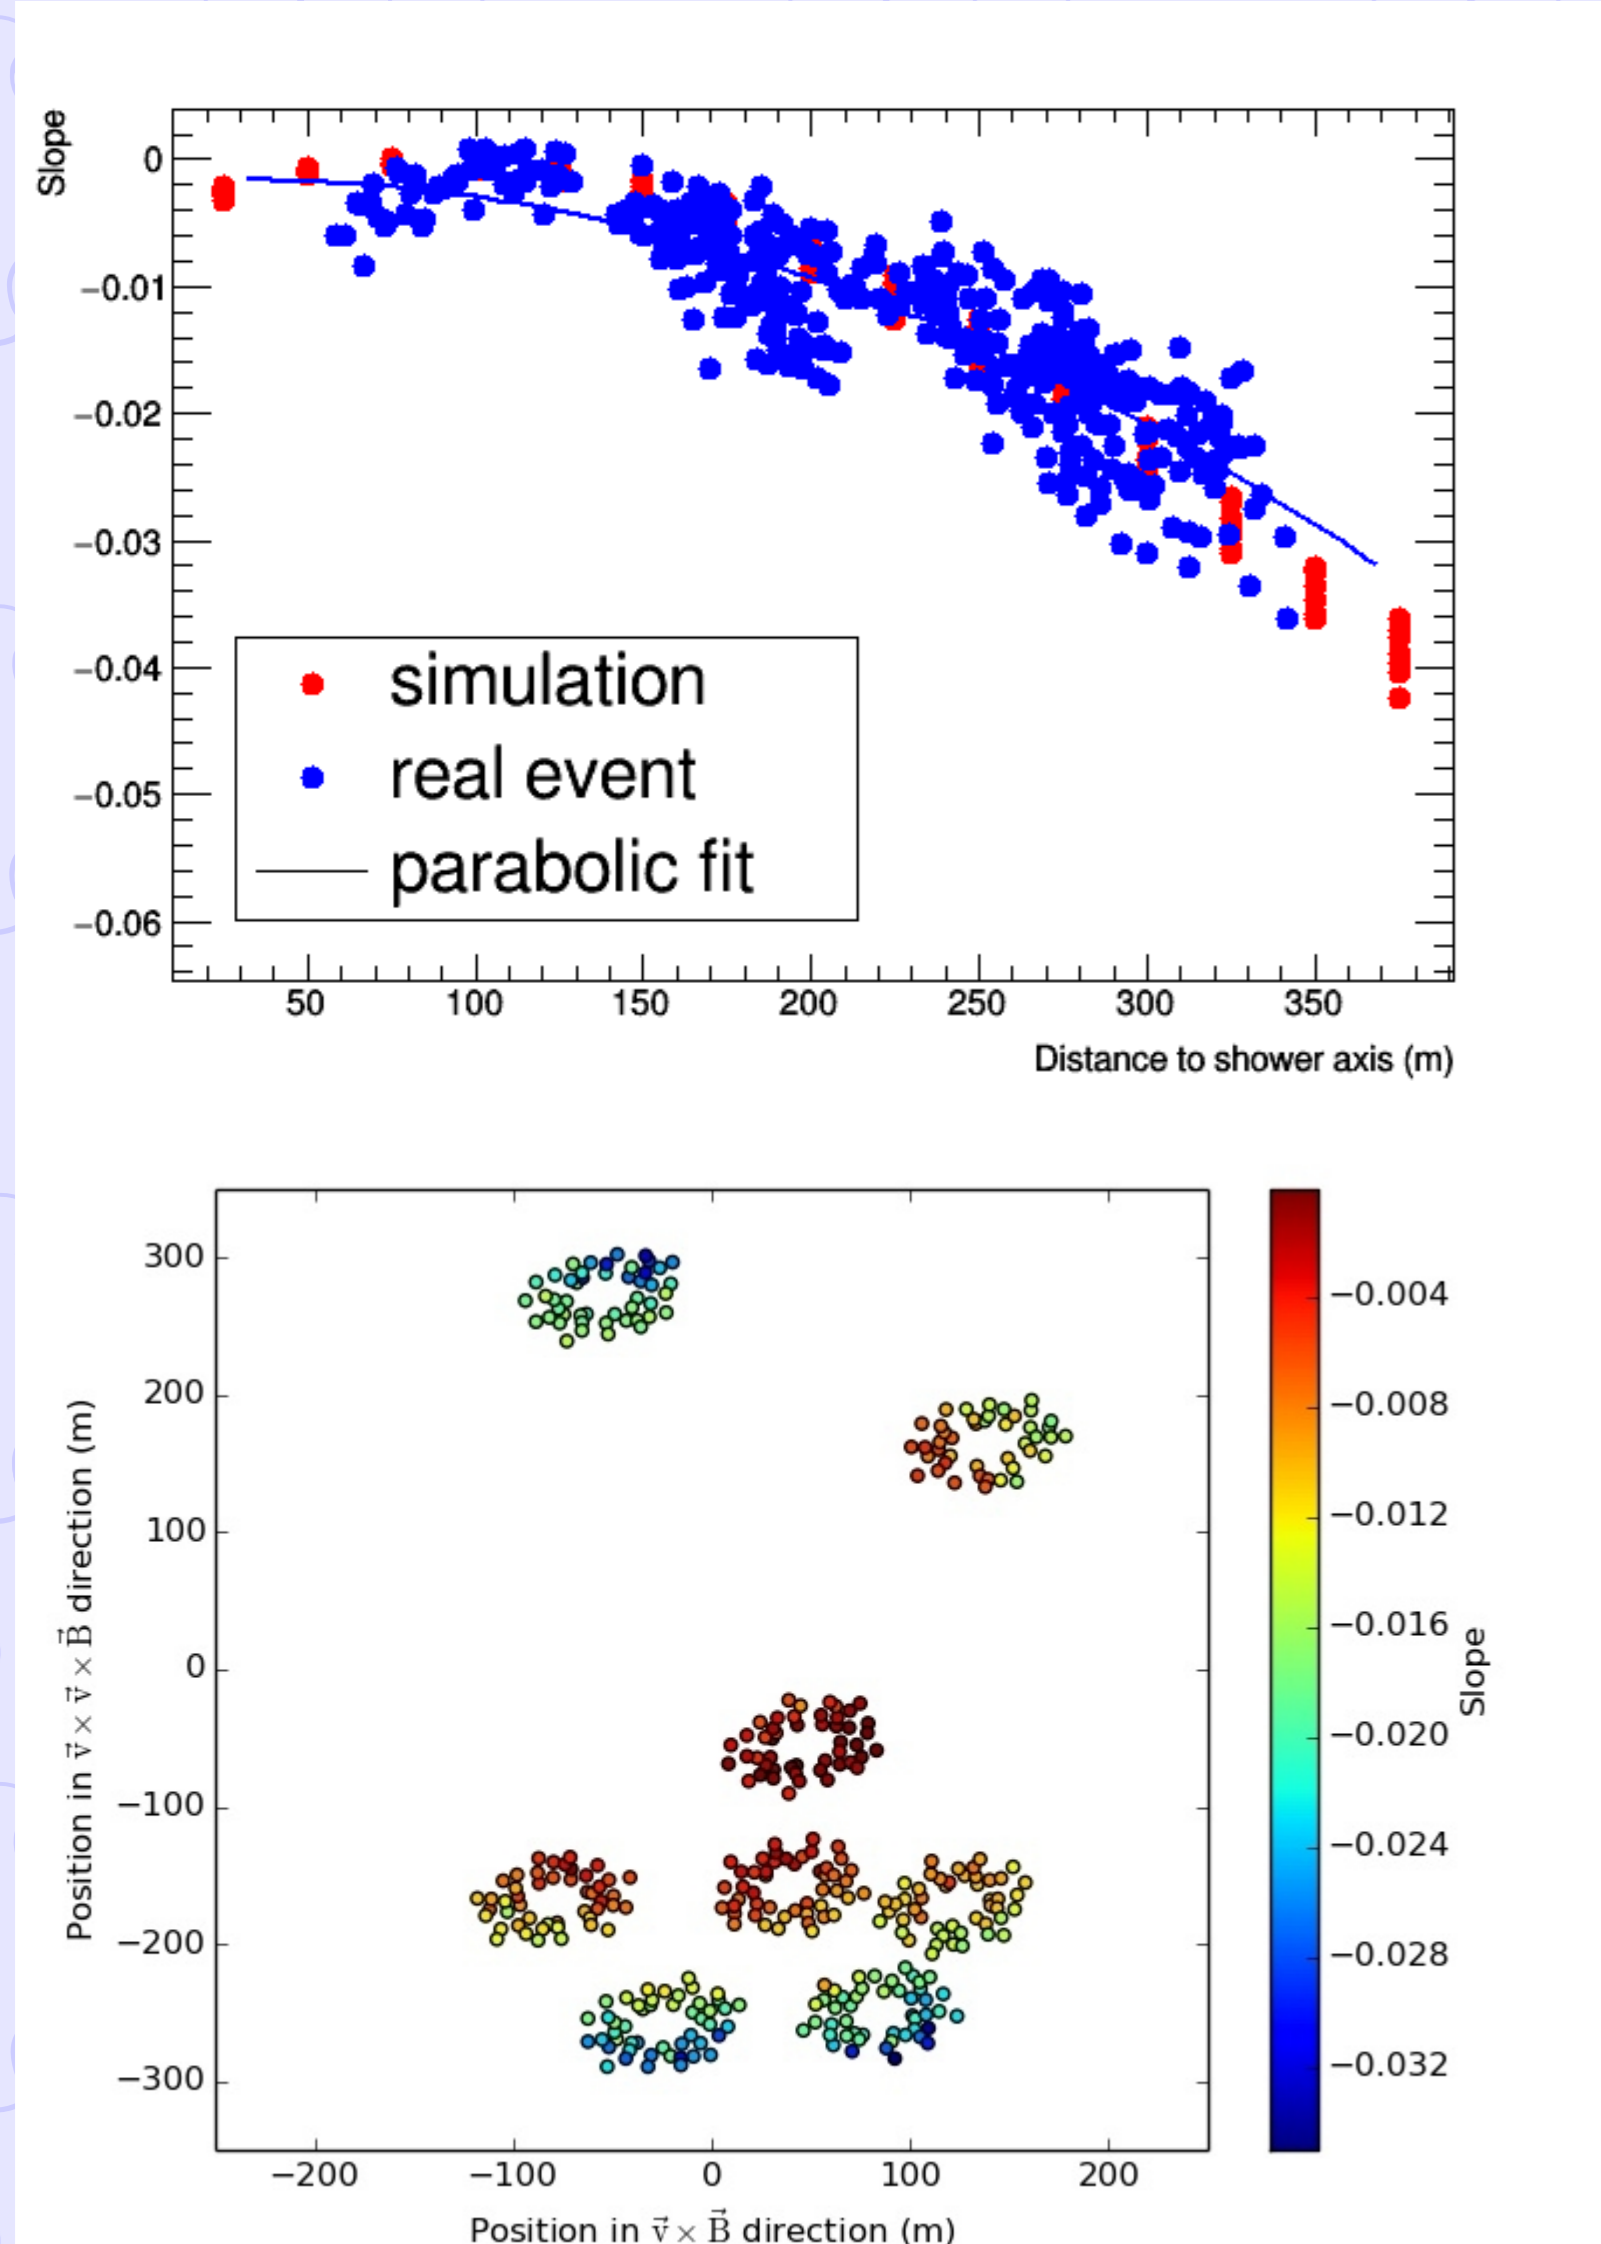 Slope
0
−0.01
−0.02
−0.03
−0.04
−0.05
−0.06
simulation
real event
parabolic fit
50 100 150 200 250 300 350
Distance to shower axis (m)
300
200
100
0
−100
−200
−300
Position in v⃗ × v⃗ × B⃗ direction (m)
−200 −100 0 100 200
Position in v⃗ × B⃗ direction (m)
−0.004
−0.008
−0.012
−0.016
−0.020
−0.024
−0.028
−0.032
Slope